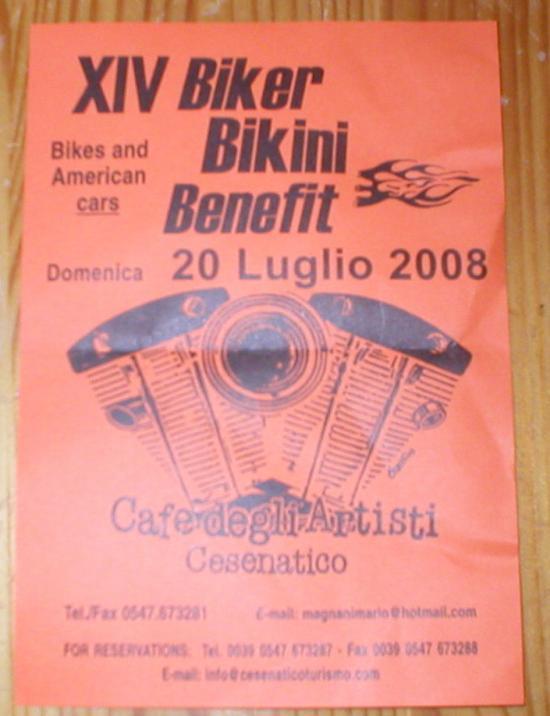 XIV Biker
Bikini
Benefit
Bikes and
American
cars
Domenica 20 Luglio 2008
Cafe degli Artisti
Cesenatico
Tel./Fax 0547.673281 E-mail: magnanimario@hotmail.com
FOR RESERVATIONS: Tel. 0039 0547 673287 - Fax 0039 0547 673288
E-mail: info@cesenaticoturismo.com